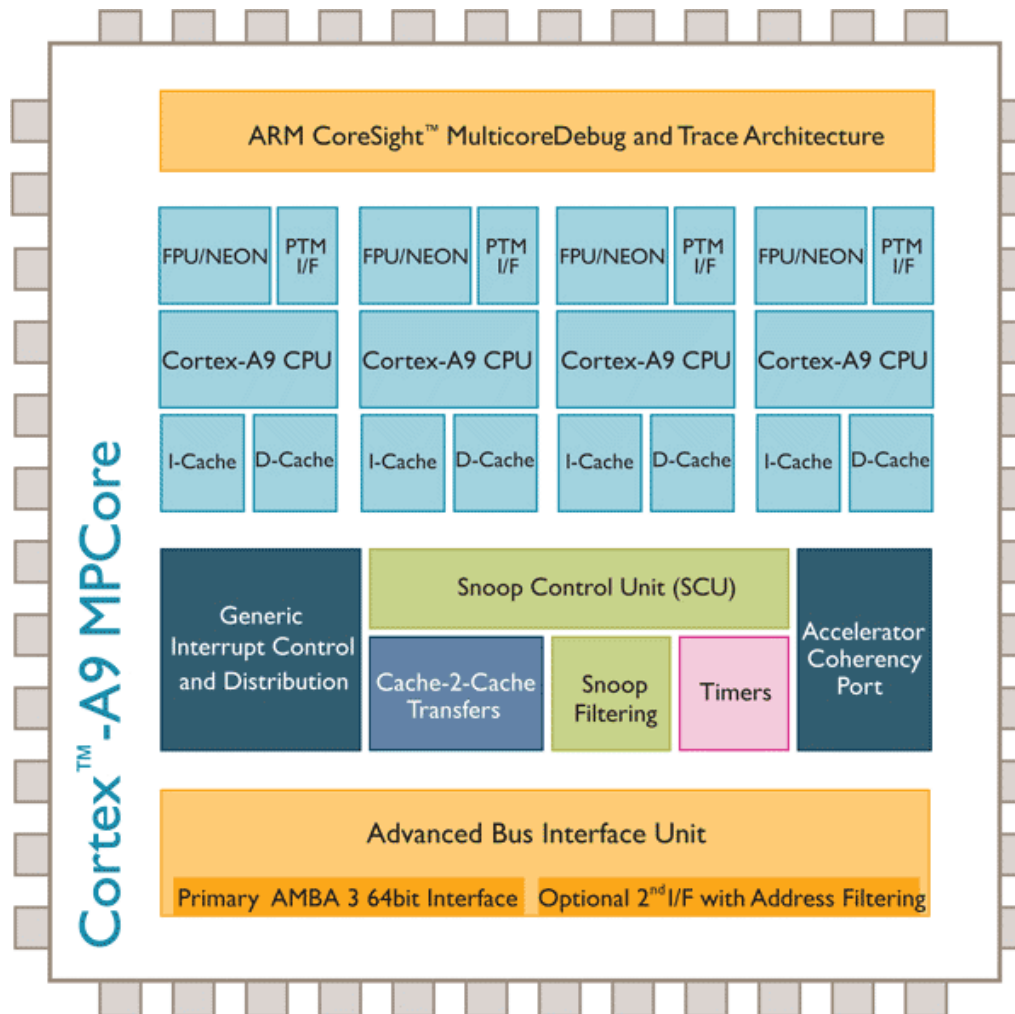 ARM CoreSight™ MulticoreDebug and Trace Architecture
FPU/NEON
PTM
I/F
FPU/NEON
PTM
I/F
FPU/NEON
PTM
I/F
FPU/NEON
PTM
I/F
Cortex-A9 CPU
Cortex-A9 CPU
Cortex-A9 CPU
Cortex-A9 CPU
I-Cache
D-Cache
I-Cache
D-Cache
I-Cache
D-Cache
I-Cache
D-Cache
Generic
Interrupt Control
and Distribution
Snoop Control Unit (SCU)
Cache-2-Cache
Transfers
Snoop
Filtering
Timers
Accelerator
Coherency
Port
Advanced Bus Interface Unit
Primary AMBA 3 64bit Interface
Optional 2nd I/F with Address Filtering
Cortex™-A9 MPCore